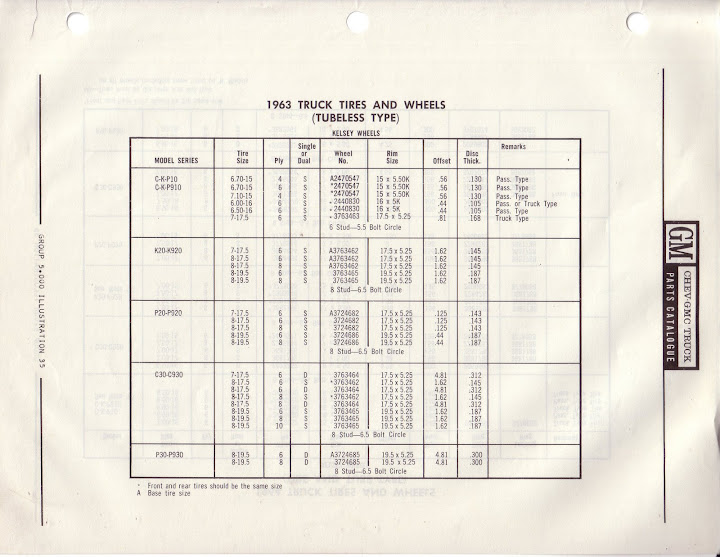 1963 TRUCK TIRES AND WHEELS
(TUBELESS TYPE)
KELSEY WHEELS
MODEL SERIES Tire Size Ply Single or Dual Wheel No. Rim Size Offset Disc Thick. Remarks
C-K-P10 6.70-15 4 S A2470547 15 x 5.50K .56 .130 Pass. Type
C-K-P910 6.70-15 6 S *2470547 15 x 5.50K .56 .130 Pass. Type
7.10-15 4 S *2470547 15 x 5.50K .56 .130 Pass. Type
6.00-16 6 S *2440830 16 x 5K .44 .105 Pass. or Truck Type
6.50-16 6 S *2440830 16 x 5K .44 .105 Pass. Type
7-17.5 6 S *3763463 17.5 x 5.25 .81 .168 Truck Type
6 Stud—5.5 Bolt Circle
K20-K920 7-17.5 6 S A3763462 17.5 x 5.25 1.62 .145
8-17.5 6 S 3763462 17.5 x 5.25 1.62 .145
8-17.5 8 S A3763462 17.5 x 5.25 1.62 .145
8-19.5 6 S 3763465 19.5 x 5.25 1.62 .187
8-19.5 8 S 3763465 19.5 x 5.25 1.62 .187
8 Stud—6.5 Bolt Circle
P20-P920 7-17.5 6 S A3724682 17.5 x 5.25 .125 .143
8-17.5 6 S 3724682 17.5 x 5.25 .125 .143
8-17.5 8 S 3724682 17.5 x 5.25 .125 .143
8-19.5 6 S 3724686 19.5 x 5.25 .44 .187
8-19.5 8 S 3724686 19.5 x 5.25 .44 .187
8 Stud—6.5 Bolt Circle
C30-C930 7-17.5 6 D 3763464 17.5 x 5.25 4.81 .312
8-17.5 6 S *3763462 17.5 x 5.25 1.62 .145
8-17.5 6 D 3763464 17.5 x 5.25 4.81 .312
8-17.5 8 S *3763462 17.5 x 5.25 1.62 .145
8-17.5 8 D 3763464 17.5 x 5.25 4.81 .312
8-19.5 6 S 3763465 19.5 x 5.25 1.62 .187
8-19.5 8 S 3763465 19.5 x 5.25 1.62 .187
8-19.5 10 S 3763465 19.5 x 5.25 1.62 .187
8 Stud—6.5 Bolt Circle
P30-P930 8-19.5 6 D A3724685 19.5 x 5.25 4.81 .300
8-19.5 8 D 3724685 19.5 x 5.25 4.81 .300
8 Stud—6.5 Bolt Circle
* Front and rear tires should be the same size
A Base tire size
GROUP 5.000 ILLUSTRATION 35
GM
CHEV-GMC TRUCK
PARTS CATALOGUE